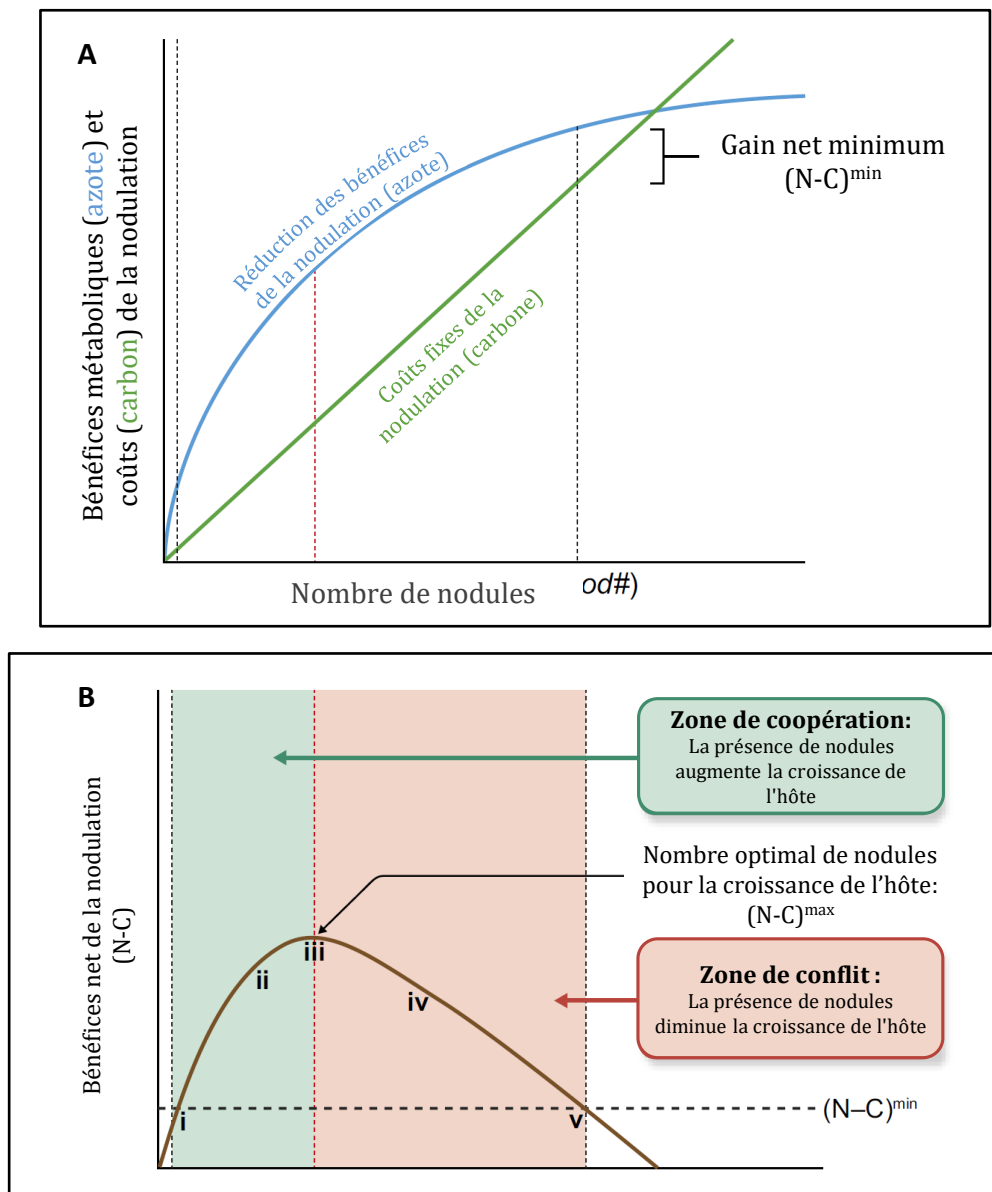 A
Bénéfices métaboliques (azote) et
coûts (carbon) de la nodulation
Réduction des bénéfices
de la nodulation (azote)
Coûts fixes de la
nodulation (carbone)
Gain net minimum
(N-C)min
Nombre de nodules
od#)
B
Bénéfices net de la nodulation
(N-C)
Zone de coopération:
La présence de nodules
augmente la croissance de
l'hôte
Nombre optimal de nodules
pour la croissance de l’hôte:
(N-C)max
Zone de conflit :
La présence de nodules
diminue la croissance de l'hôte
i
ii
iii
iv
v
(N–C)min